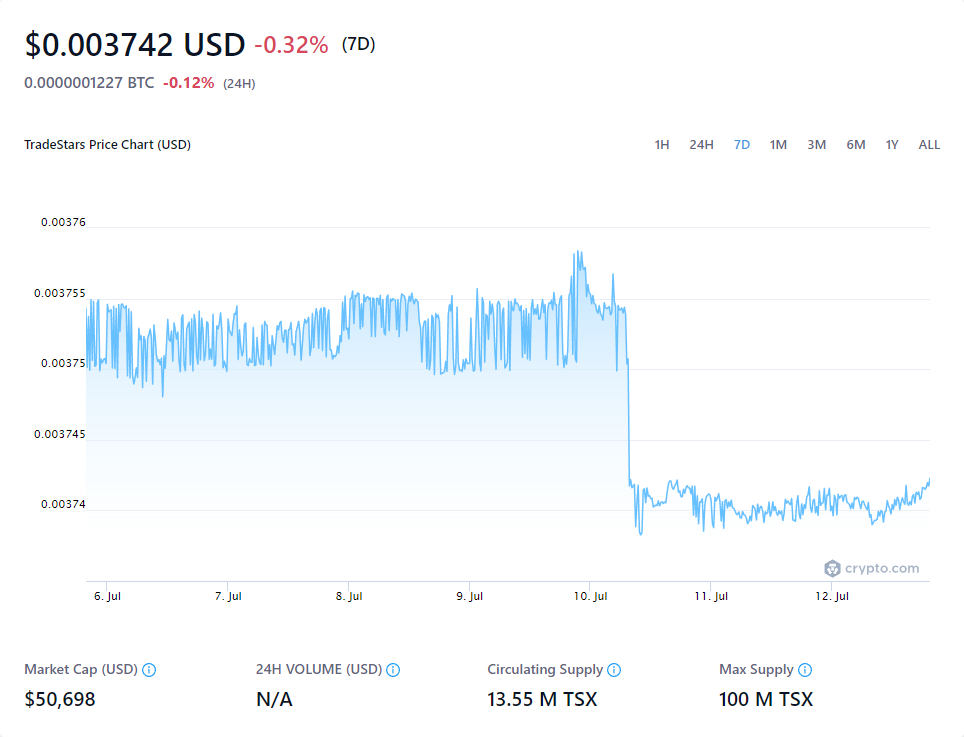 $0.003742 USD -0.32% (7D)
0.0000001227 BTC -0.12% (24H)
TradeStars Price Chart (USD)
1H 24H 7D 1M 3M 6M 1Y ALL
0.00376
0.003755
0.00375
0.003745
0.00374
crypto.com
6. Jul 7. Jul 8. Jul 9. Jul 10. Jul 11. Jul 12. Jul
Market Cap (USD) 24H VOLUME (USD) Circulating Supply Max Supply
$50,698 N/A 13.55 M TSX 100 M TSX